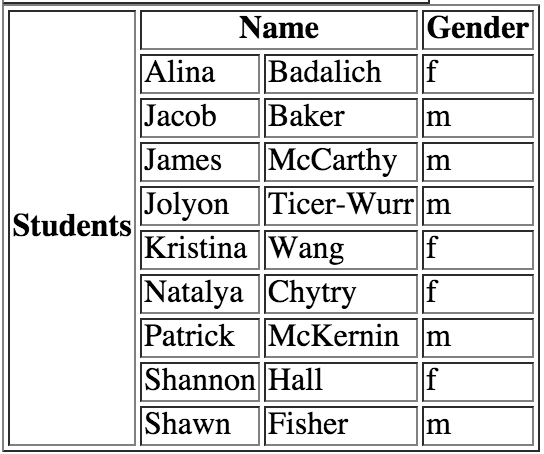 Name Gender
Alina Badalich f
Jacob Baker m
James McCarthy m
Jolyon Ticer-Wurr m
Students
Kristina Wang f
Natalya Chytry f
Patrick McKernin m
Shannon Hall f
Shawn Fisher m